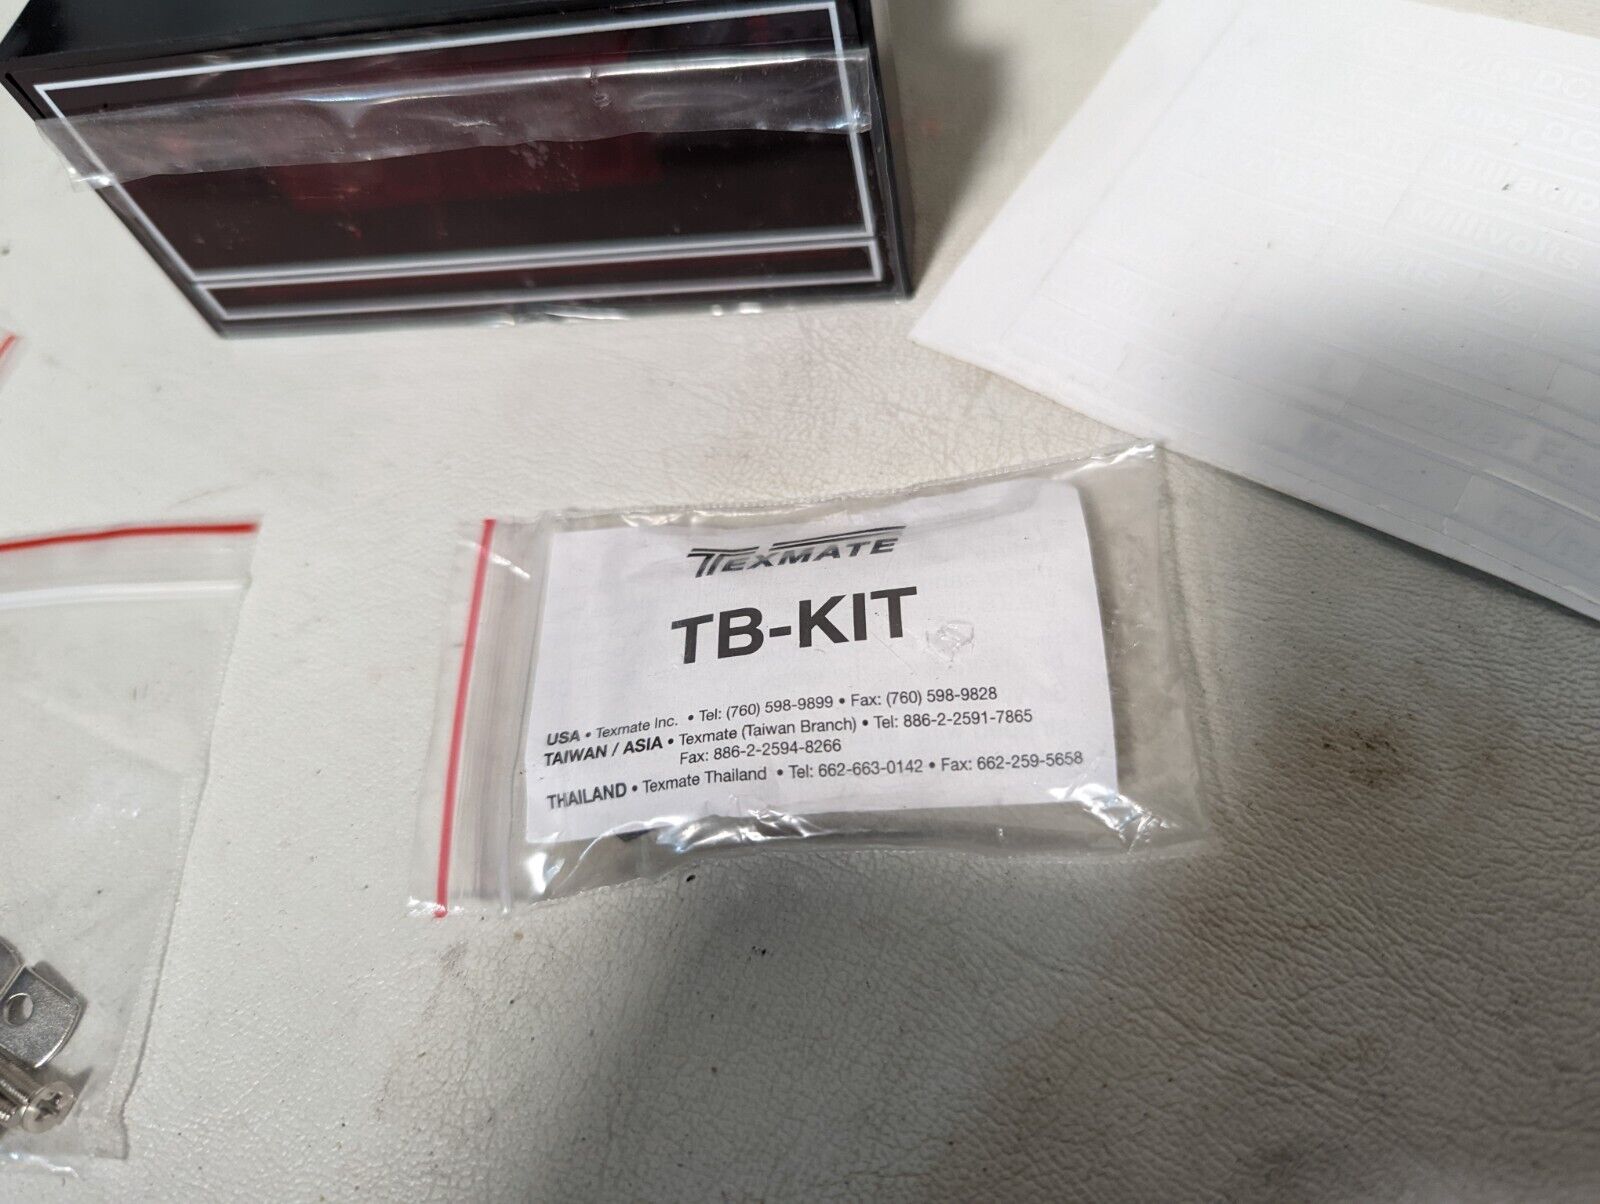 Millivolts
Watts %
TEXMATE
TB-KIT
USA • Texmate Inc. • Tel: (760) 598-9899 • Fax: (760) 598-9828
TAIWAN / ASIA • Texmate (Taiwan Branch) • Tel: 886-2-2591-7865
Fax: 886-2-2594-8266
THAILAND • Texmate Thailand • Tel: 662-663-0142 • Fax: 662-259-5658